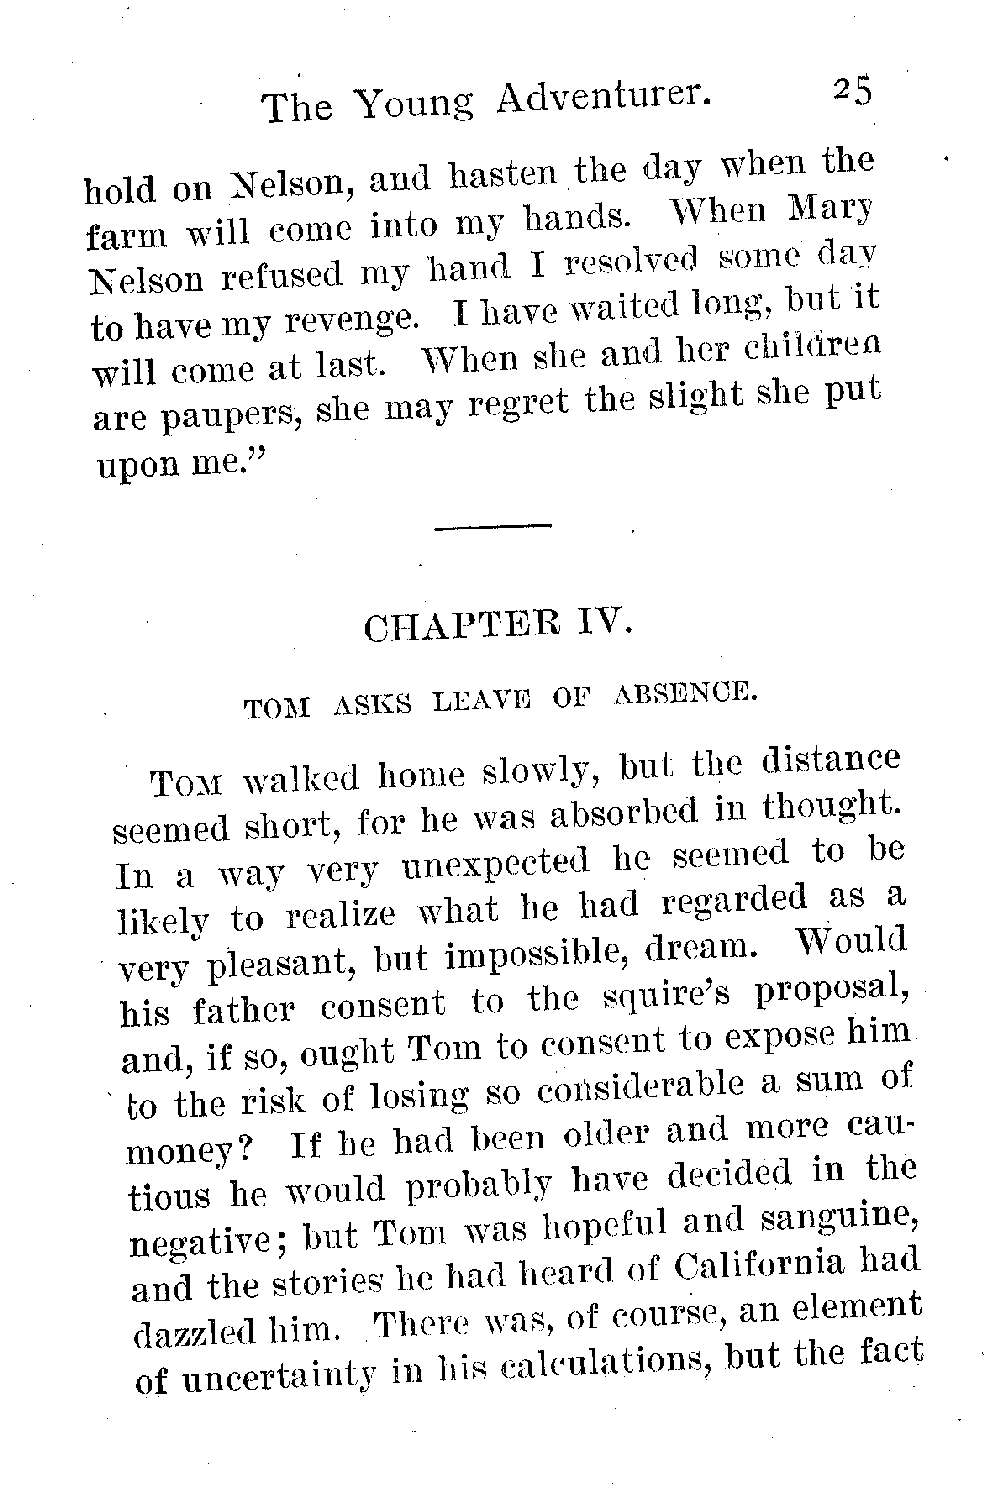 The Young Adventurer. 25
hold on Nelson, and hasten the day when the
farm will come into my hands. When Mary
Nelson refused my hand I resolved some day
to have my revenge. I have waited long, but it
will come at last. When she and her children
are paupers, she may regret the slight she put
upon me.”
CHAPTER IV.
TOM ASKS LEAVE OF ABSENCE.
TOM walked home slowly, but the distance
seemed short, for he was absorbed in thought.
In a way very unexpected he seemed to be
likely to realize what he had regarded as a
very pleasant, but impossible, dream. Would
his father consent to the squire’s proposal,
and, if so, ought Tom to consent to expose him
to the risk of losing so considerable a sum of
money? If he had been older and more cau-
tious he would probably have decided in the
negative; but Tom was hopeful and sanguine,
and the stories he had heard of California had
dazzled him. There was, of course, an element
of uncertainty in his calculations, but the fact